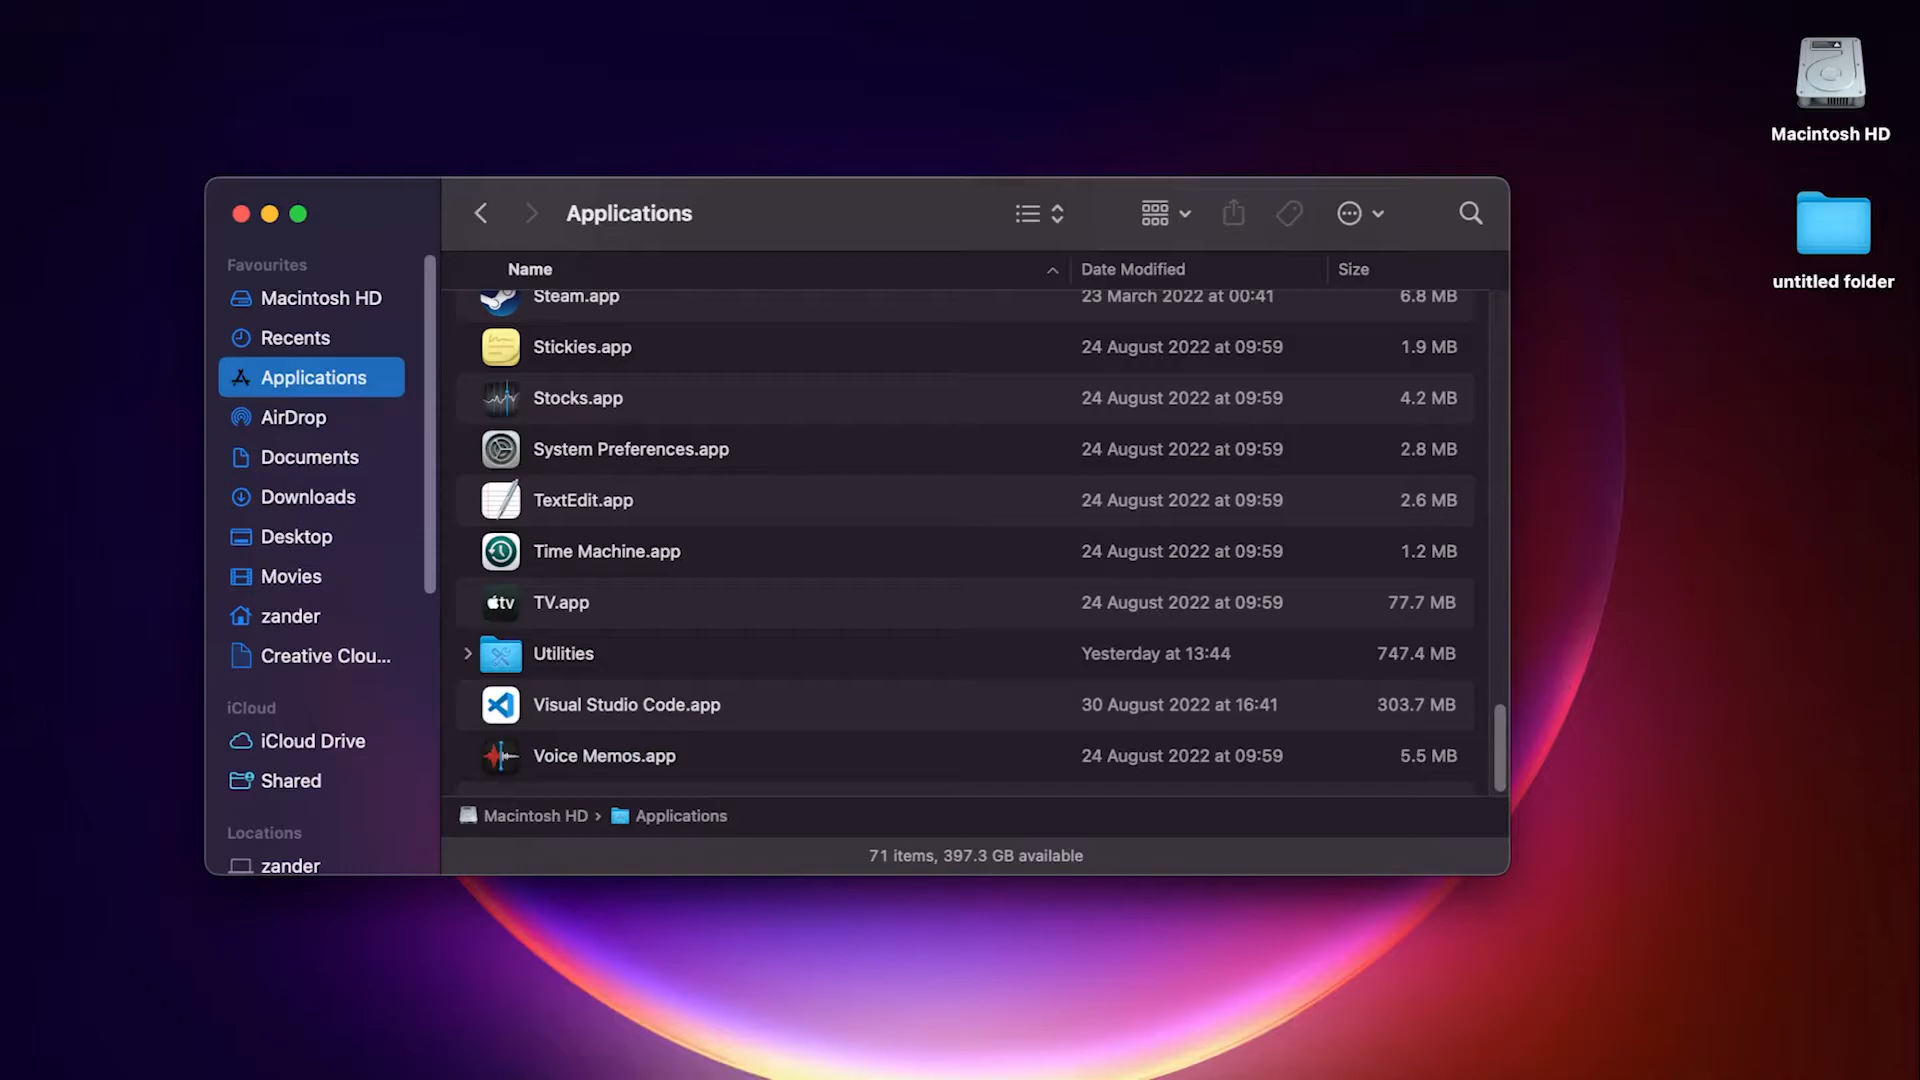 Macintosh HD
untitled folder
Applications
Favourites
Macintosh HD
Recents
Applications
AirDrop
Documents
Downloads
Desktop
Movies
zander
Creative Clou...
iCloud
iCloud Drive
Shared
Locations
zander
Name Date Modified Size
Steam.app 23 March 2022 at 00:41 6.8 MB
Stickies.app 24 August 2022 at 09:59 1.9 MB
Stocks.app 24 August 2022 at 09:59 4.2 MB
System Preferences.app 24 August 2022 at 09:59 2.8 MB
TextEdit.app 24 August 2022 at 09:59 2.6 MB
Time Machine.app 24 August 2022 at 09:59 1.2 MB
tv TV.app 24 August 2022 at 09:59 77.7 MB
Utilities Yesterday at 13:44 747.4 MB
Visual Studio Code.app 30 August 2022 at 16:41 303.7 MB
Voice Memos.app 24 August 2022 at 09:59 5.5 MB
Macintosh HD › Applications
71 items, 397.3 GB available